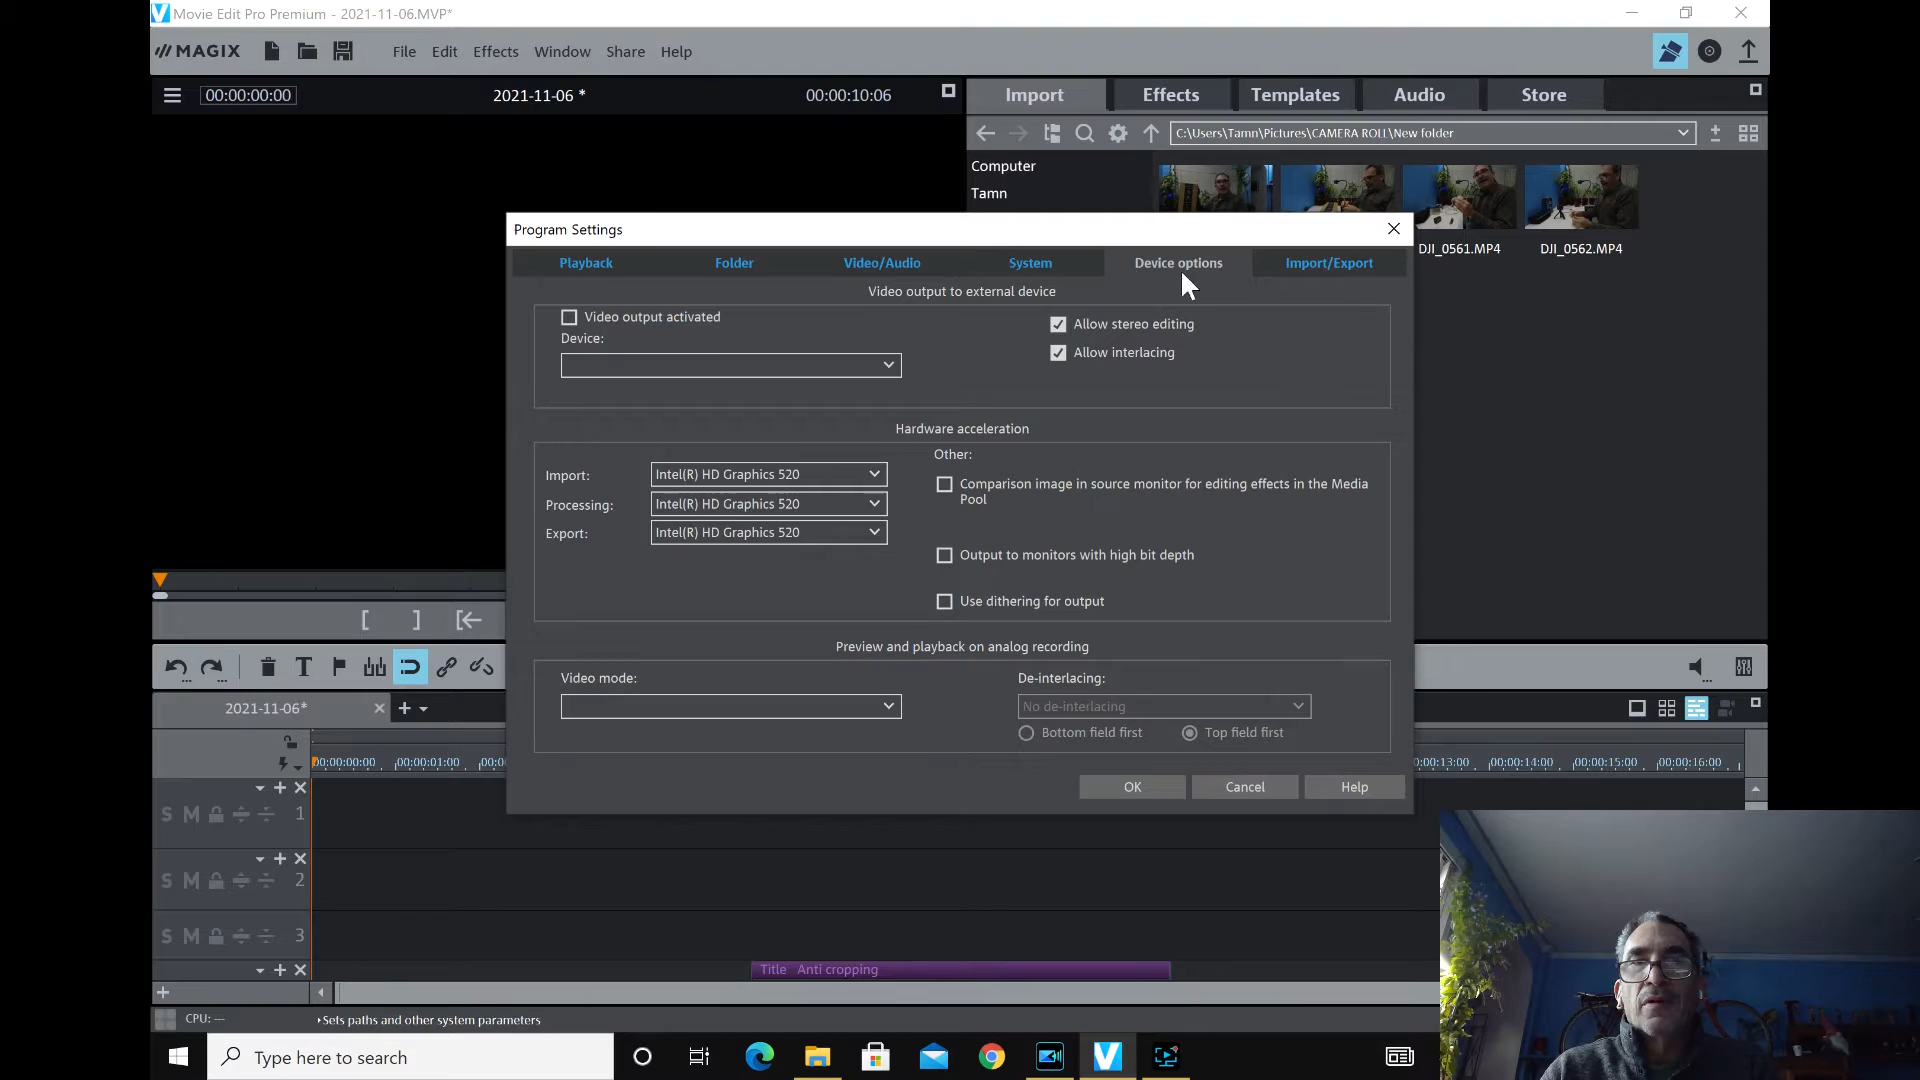 Movie Edit Pro Premium - 2021-11-06.MVP*
MAGIX File Edit Effects Window Share Help
00:00:00:00 2021-11-06 * 00:00:10:06
Import Effects Templates Audio Store
C:\Users\Tamn\Pictures\CAMERA ROLL\New folder
Computer
Tamn
DJI_0561.MP4 DJI_0562.MP4
Program Settings
Playback Folder Video/Audio System Device options Import/Export
Video output to external device
Video output activated
Device:
Allow stereo editing
Allow interlacing
Hardware acceleration
Import: Intel(R) HD Graphics 520
Processing: Intel(R) HD Graphics 520
Export: Intel(R) HD Graphics 520
Other:
Comparison image in source monitor for editing effects in the Media
Pool
Output to monitors with high bit depth
Use dithering for output
Preview and playback on analog recording
Video mode:
De-interlacing:
No de-interlacing
Bottom field first Top field first
OK Cancel Help
2021-11-06*
00:00:00:00 00:00:01:00 00:00:14:00 00:00:15:00 00:00:16:00
S M 1
S M 2
S M 3
Title Anti cropping
CPU: --- Sets paths and other system parameters
Type here to search